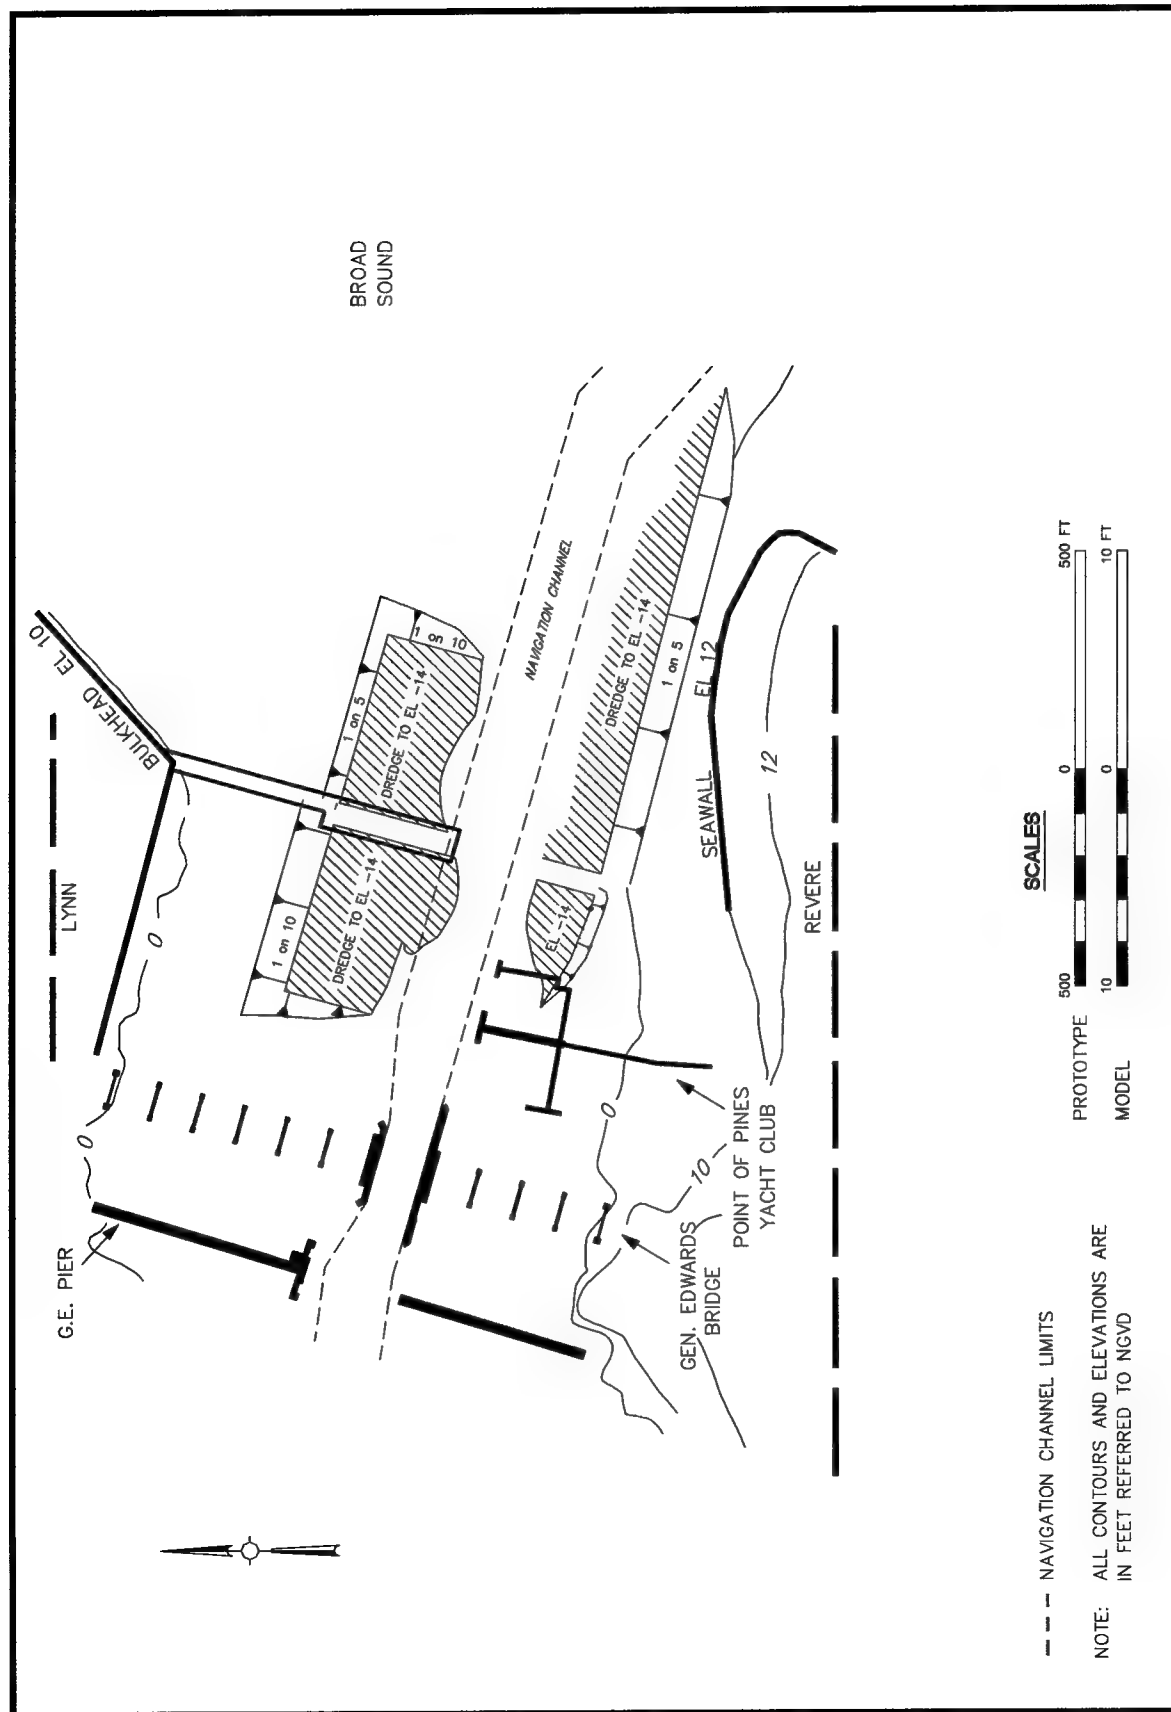 BROAD
SOUND
BULKHEAD EL 10
LYNN
0
0
G.E. PIER
1 on 10
1 on 5
1 on 10
DREDGE TO EL -14
DREDGE TO EL -14
NAVIGATION CHANNEL
EL -14
DREDGE TO EL -14
1 on 5
SEAWALL EL 12
12
REVERE
0
10
POINT OF PINES
YACHT CLUB
GEN. EDWARDS
BRIDGE
SCALES
PROTOTYPE 500 0 500 FT
MODEL 10 0 10 FT
--- NAVIGATION CHANNEL LIMITS
NOTE: ALL CONTOURS AND ELEVATIONS ARE
IN FEET REFERRED TO NGVD